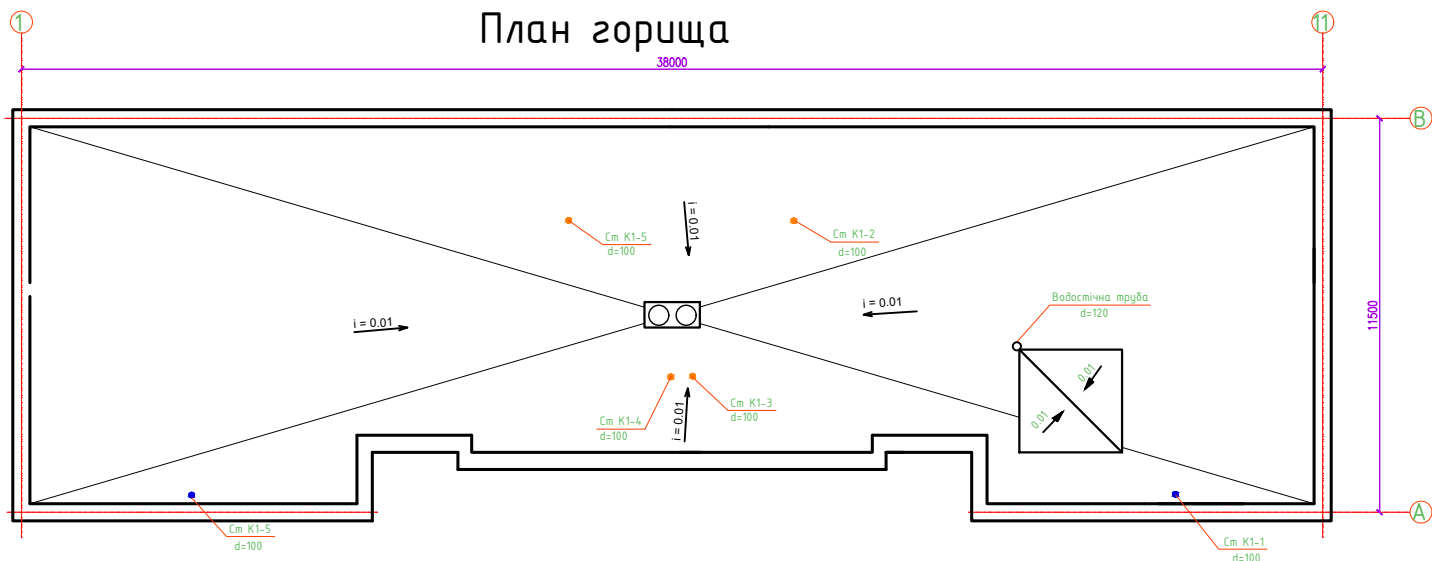 1
План горища
11
38000
В
Ст К1-5
d=100
i = 0.01
Ст К1-2
d=100
Водостічна труба
d=120
i = 0.01
i = 0.01
11500
0.01
0.01
Ст К1-4
d=100
i = 0.01
Ст К1-3
d=100
А
Ст К1-5
d=100
Ст К1-1
d=100